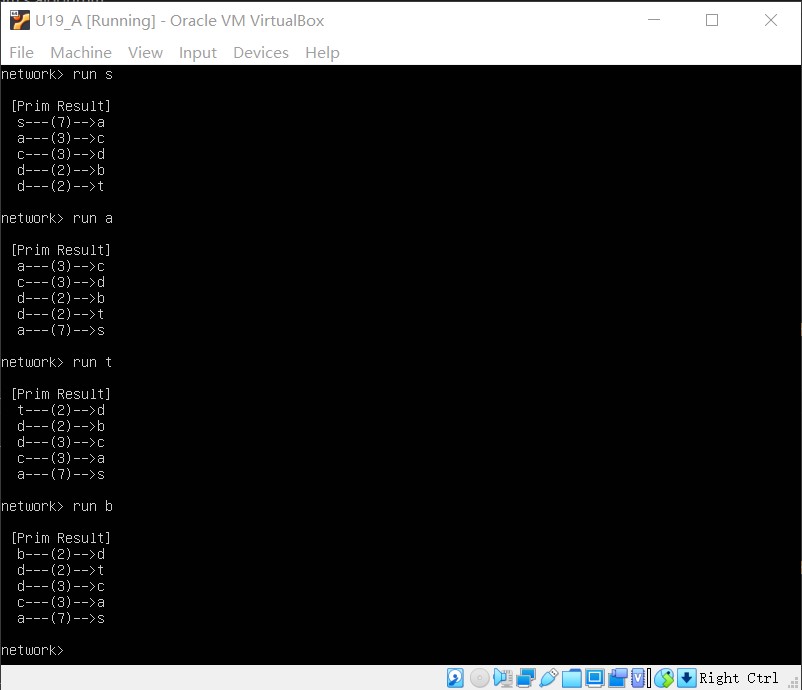 U19_A [Running] - Oracle VM VirtualBox
File Machine View Input Devices Help
network> run s
[Prim Result]
s---(7)-->a
a---(3)-->c
c---(3)-->d
d---(2)-->b
d---(2)-->t
network> run a
[Prim Result]
a---(3)-->c
c---(3)-->d
d---(2)-->b
d---(2)-->t
a---(7)-->s
network> run t
[Prim Result]
t---(2)-->d
d---(2)-->b
d---(3)-->c
c---(3)-->a
a---(7)-->s
network> run b
[Prim Result]
b---(2)-->d
d---(2)-->t
d---(3)-->c
c---(3)-->a
a---(7)-->s
network>
Right Ctrl